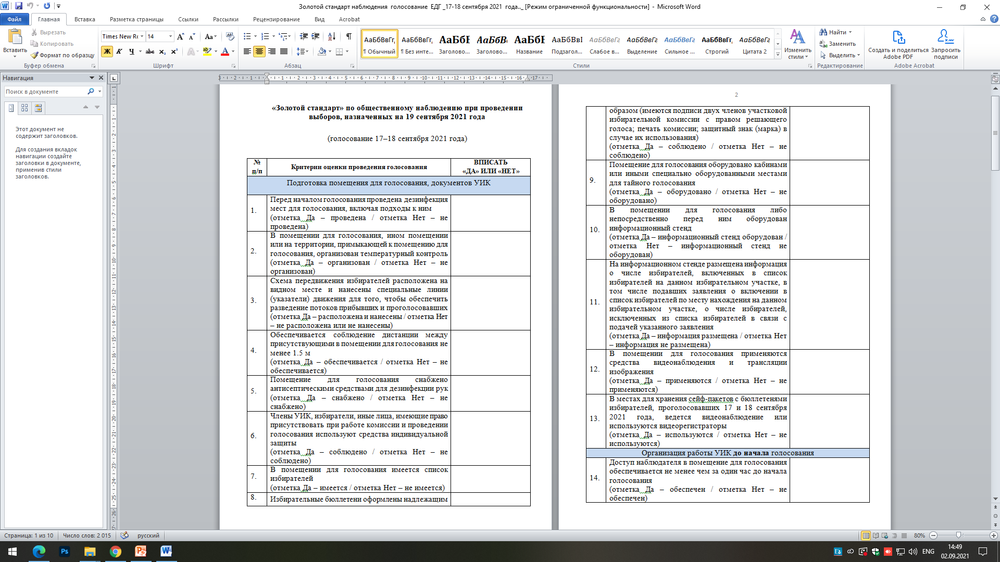 Золотой стандарт наблюдения голосование ЕДГ _17-18 сентября 2021 года.._ [Режим ограниченной функциональности] - Microsoft Word
Файл
Главная
Вставка
Разметка страницы
Ссылки
Рассылки
Рецензирование
Вид
Acrobat
Вставить
Вырезать
Копировать
Формат по образцу
Буфер обмена
Times New Rc
14
Шрифт
Абзац
АаБбВвГг,
¶ Обычный
АаБбВвГг,
¶ Без инте...
АаБбЕ
Заголово...
АаБбВв
Заголово...
АаБбЕ
Название
АаБбВвІ
Подзагол...
АаБбВвГг
Слабое в...
АаБбВвГг
Выделение
АаБбВвГг
Сильное ...
АаБбВвГг,
Строгий
АаБбВвГг
Цитата 2
Стили
Изменить
стили
Найти
Заменить
Выделить
Редактирование
Создать и поделиться
Adobe PDF
Запросить
подписи
Adobe Acrobat
Навигация
Поиск в документе
Этот документ не
содержит заголовков.
Для создания вкладок
навигации создайте
заголовки в документе,
применив стили
заголовков.
«Золотой стандарт» по общественному наблюдению при проведении
выборов, назначенных на 19 сентября 2021 года
(голосование 17–18 сентября 2021 года)
№
п/п
Критерии оценки проведения голосования
ВПИСАТЬ
«ДА» ИЛИ «НЕТ»
Подготовка помещения для голосования, документов УИК
1.
Перед началом голосования проведена дезинфекция
мест для голосования, включая подходы к ним
(отметка Да – проведена / отметка Нет – не
проведена)
2.
В помещении для голосования, ином помещении
или на территории, примыкающей к помещению для
голосования, организован температурный контроль
(отметка Да – организован / отметка Нет – не
организован)
3.
Схема передвижения избирателей расположена на
видном месте и нанесены специальные линии
(указатели) движения для того, чтобы обеспечить
разведение потоков прибывших и проголосовавших
(отметка Да – расположена и нанесены / отметка Нет
– не расположена или не нанесены)
4.
Обеспечивается соблюдение дистанции между
присутствующими в помещении для голосования не
менее 1.5 м
(отметка Да – обеспечивается / отметка Нет – не
обеспечивается)
5.
Помещение для голосования снабжено
антисептическими средствами для дезинфекции рук
(отметка Да – снабжено / отметка Нет – не
снабжено)
6.
Члены УИК, избиратели, иные лица, имеющие право
присутствовать при работе комиссии и проведении
голосования используют средства индивидуальной
защиты
(отметка Да – соблюдено / отметка Нет – не
соблюдено)
7.
В помещении для голосования имеется список
избирателей
(отметка Да – имеется / отметка Нет – не имеется)
8.
Избирательные бюллетени оформлены надлежащим
2
образом (имеются подписи двух членов участковой
избирательной комиссии с правом решающего
голоса; печать комиссии; защитный знак (марка) в
случае их использования)
(отметка Да – соблюдено / отметка Нет – не
соблюдено)
9.
Помещение для голосования оборудовано кабинами
или иными специально оборудованными местами
для тайного голосования
(отметка Да – оборудовано / отметка Нет – не
оборудовано)
10.
В помещении для голосования либо
непосредственно перед ним оборудован
информационный стенд
(отметка Да – информационный стенд оборудован /
отметка Нет – информационный стенд не
оборудован)
11.
На информационном стенде размещена информация
о числе избирателей, включенных в список
избирателей на данном избирательном участке, в
том числе подавших заявления о включении в
список избирателей по месту нахождения на данном
избирательном участке, о числе избирателей,
исключенных из списка избирателей в связи с
подачей указанного заявления
(отметка Да – информация размещена / отметка Нет
– информация не размещена)
12.
В помещении для голосования применяются
средства видеонаблюдения и трансляции
изображения
(отметка Да – применяются / отметка Нет – не
применяются)
13.
В местах для хранения сейф-пакетов с бюллетенями
избирателей, проголосовавших 17 и 18 сентября
2021 года, ведется видеонаблюдение или
используются видеорегистраторы
(отметка Да – используются / отметка Нет – не
используются)
Организация работы УИК до начала голосования
14.
Доступ наблюдателя в помещение для голосования
обеспечивается не менее чем за один час до начала
голосования
(отметка Да – обеспечен / отметка Нет – не
обеспечен)
Страница: 1 из 10
Число слов: 2 015
русский
80%
ENG
14:49
02.09.2021